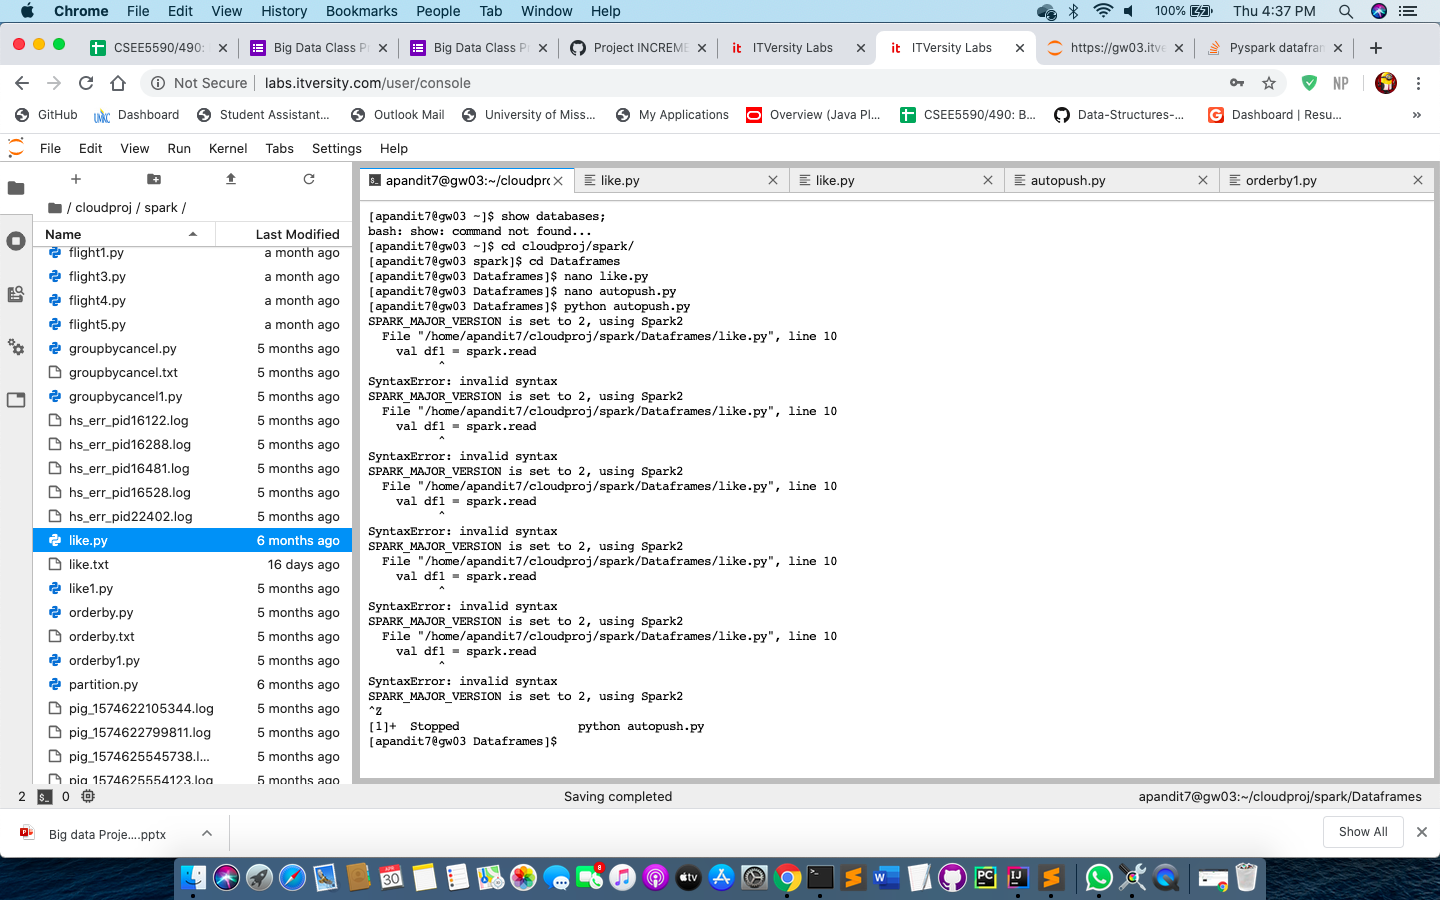 Chrome File Edit View History Bookmarks People Tab Window Help 100% Thu 4:37 PM
CSEE5590/490: Big Data Class P Big Data Class P Project INCREME ITVersity Labs ITVersity Labs https://gw03.itve Pyspark datafran
Not Secure labs.itversity.com/user/console NP
GitHub UMKC Dashboard Student Assistant... Outlook Mail University of Miss... My Applications Overview (Java Pl... CSEE5590/490: B... Data-Structures-... Dashboard | Resu... »
File Edit View Run Kernel Tabs Settings Help
apandit7@gw03:~/cloudpro like.py like.py autopush.py orderby1.py
/ cloudproj / spark /
Name Last Modified
flight1.py a month ago
flight3.py a month ago
flight4.py a month ago
flight5.py a month ago
groupbycancel.py 5 months ago
groupbycancel.txt 5 months ago
groupbycancel1.py 5 months ago
hs_err_pid16122.log 5 months ago
hs_err_pid16288.log 5 months ago
hs_err_pid16481.log 5 months ago
hs_err_pid16528.log 5 months ago
hs_err_pid22402.log 5 months ago
like.py 6 months ago
like.txt 16 days ago
like1.py 5 months ago
orderby.py 5 months ago
orderby.txt 5 months ago
orderby1.py 5 months ago
partition.py 6 months ago
pig_1574622105344.log 5 months ago
pig_1574622799811.log 5 months ago
pig_1574625545738.l... 5 months ago
pig_1574625554123.log 5 months ago
[apandit7@gw03 ~]$ show databases;
bash: show: command not found...
[apandit7@gw03 ~]$ cd cloudproj/spark/
[apandit7@gw03 spark]$ cd Dataframes
[apandit7@gw03 Dataframes]$ nano like.py
[apandit7@gw03 Dataframes]$ nano autopush.py
[apandit7@gw03 Dataframes]$ python autopush.py
SPARK_MAJOR_VERSION is set to 2, using Spark2
File "/home/apandit7/cloudproj/spark/Dataframes/like.py", line 10
val df1 = spark.read
^
SyntaxError: invalid syntax
SPARK_MAJOR_VERSION is set to 2, using Spark2
File "/home/apandit7/cloudproj/spark/Dataframes/like.py", line 10
val df1 = spark.read
^
SyntaxError: invalid syntax
SPARK_MAJOR_VERSION is set to 2, using Spark2
File "/home/apandit7/cloudproj/spark/Dataframes/like.py", line 10
val df1 = spark.read
^
SyntaxError: invalid syntax
SPARK_MAJOR_VERSION is set to 2, using Spark2
File "/home/apandit7/cloudproj/spark/Dataframes/like.py", line 10
val df1 = spark.read
^
SyntaxError: invalid syntax
SPARK_MAJOR_VERSION is set to 2, using Spark2
File "/home/apandit7/cloudproj/spark/Dataframes/like.py", line 10
val df1 = spark.read
^
SyntaxError: invalid syntax
SPARK_MAJOR_VERSION is set to 2, using Spark2
^Z
[1]+ Stopped python autopush.py
[apandit7@gw03 Dataframes]$
2 $_ 0 Saving completed apandit7@gw03:~/cloudproj/spark/Dataframes
Big data Proje....pptx Show All
APR 30 8 tv W PC IJ